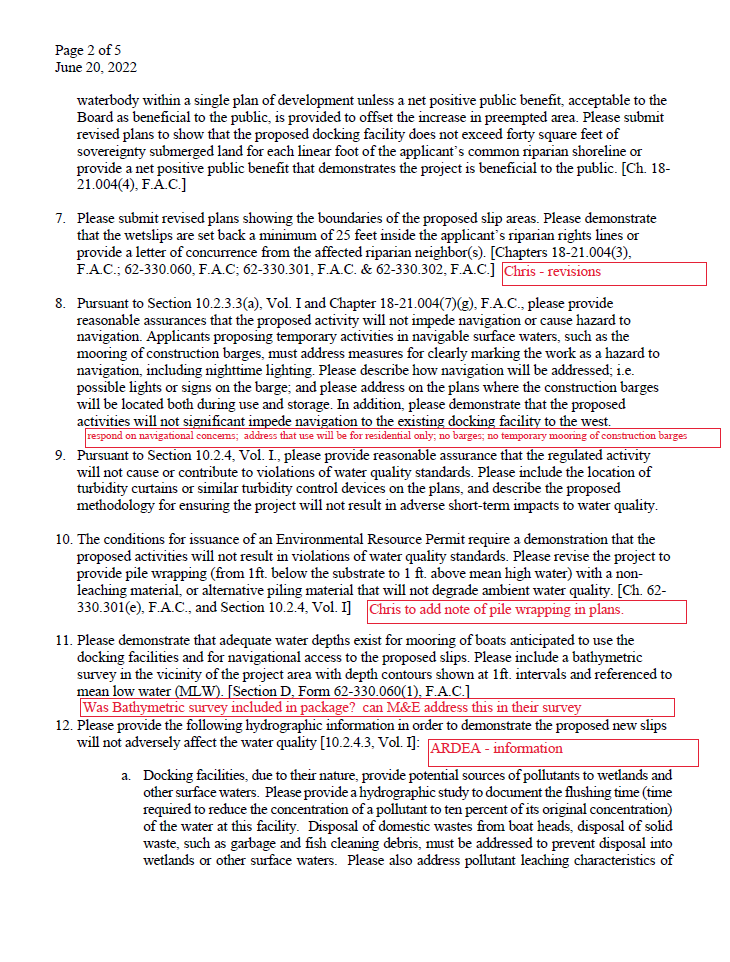 Page 2 of 5
June 20, 2022
waterbody within a single plan of development unless a net positive public benefit, acceptable to the
Board as beneficial to the public, is provided to offset the increase in preempted area. Please submit
revised plans to show that the proposed docking facility does not exceed forty square feet of
sovereignty submerged land for each linear foot of the applicant's common riparian shoreline or
provide a net positive public benefit that demonstrates the project is beneficial to the public. [Ch. 18-
21.004(4), F.A.C.]
7. Please submit revised plans showing the boundaries of the proposed slip areas. Please demonstrate
that the wetslips are set back a minimum of 25 feet inside the applicant's riparian rights lines or
provide a letter of concurrence from the affected riparian neighbor(s). [Chapters 18-21.004(3),
F.A.C.; 62-330.060, F.A.C; 62-330.301, F.A.C. & 62-330.302, F.A.C.] Chris - revisions
8. Pursuant to Section 10.2.3.3(a), Vol. I and Chapter 18-21.004(7)(g), F.A.C., please provide
reasonable assurances that the proposed activity will not impede navigation or cause hazard to
navigation. Applicants proposing temporary activities in navigable surface waters, such as the
mooring of construction barges, must address measures for clearly marking the work as a hazard to
navigation, including nighttime lighting. Please describe how navigation will be addressed; i.e.
possible lights or signs on the barge; and please address on the plans where the construction barges
will be located both during use and storage. In addition, please demonstrate that the proposed
activities will not significant impede navigation to the existing docking facility to the west.
respond on navigational concerns; address that use will be for residential only; no barges; no temporary mooring of construction barges
9. Pursuant to Section 10.2.4, Vol. I., please provide reasonable assurance that the regulated activity
will not cause or contribute to violations of water quality standards. Please include the location of
turbidity curtains or similar turbidity control devices on the plans, and describe the proposed
methodology for ensuring the project will not result in adverse short-term impacts to water quality.
10. The conditions for issuance of an Environmental Resource Permit require a demonstration that the
proposed activities will not result in violations of water quality standards. Please revise the project to
provide pile wrapping (from 1ft. below the substrate to 1 ft. above mean high water) with a non-
leaching material, or alternative piling material that will not degrade ambient water quality. [Ch. 62-
330.301(e), F.A.C., and Section 10.2.4, Vol. I] Chris to add note of pile wrapping in plans.
11. Please demonstrate that adequate water depths exist for mooring of boats anticipated to use the
docking facilities and for navigational access to the proposed slips. Please include a bathymetric
survey in the vicinity of the project area with depth contours shown at 1ft. intervals and referenced to
mean low water (MLW). [Section D, Form 62-330.060(1), F.A.C.]
Was Bathymetric survey included in package? can M&E address this in their survey
12. Please provide the following hydrographic information in order to demonstrate the proposed new slips
will not adversely affect the water quality [10.2.4.3, Vol. I]: ARDEA - information
a. Docking facilities, due to their nature, provide potential sources of pollutants to wetlands and
other surface waters. Please provide a hydrographic study to document the flushing time (time
required to reduce the concentration of a pollutant to ten percent of its original concentration)
of the water at this facility. Disposal of domestic wastes from boat heads, disposal of solid
waste, such as garbage and fish cleaning debris, must be addressed to prevent disposal into
wetlands or other surface waters. Please also address pollutant leaching characteristics of